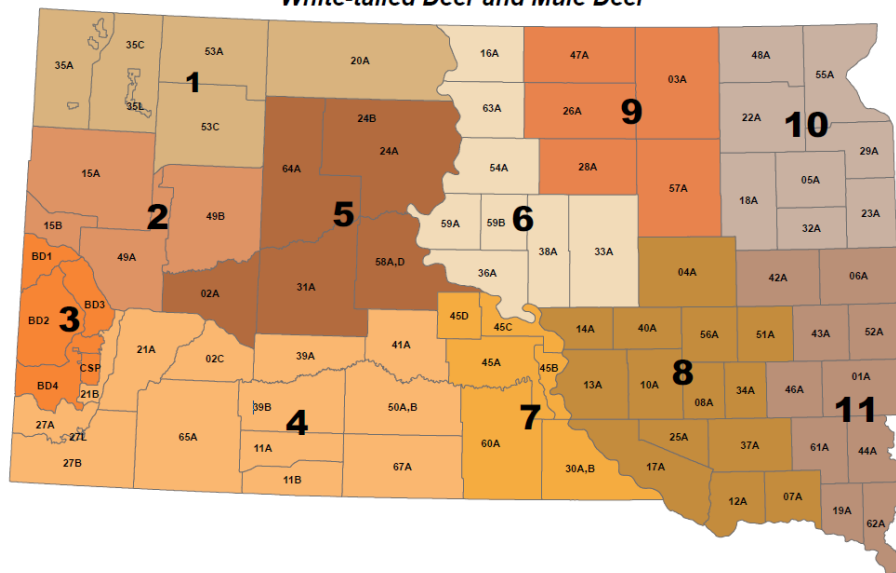 White-tailed Deer and Mule Deer
35A
35C
35L
53A
1
53C
20A
16A
47A
03A
48A
55A
63A
26A
9
22A
10
24B
24A
64A
54A
28A
57A
18A
05A
29A
23A
32A
15A
2
49B
5
59A
59B
6
38A
33A
15B
49A
BD1
BD2
BD3
3
BD4
CSP
21B
02A
31A
58A,D
36A
04A
42A
06A
21A
02C
39A
41A
45D
45C
45A
45B
14A
40A
56A
51A
43A
52A
13A
10A
8
08A
34A
46A
01A
11
27A
27L
27B
65A
39B
4
11A
11B
50A,B
67A
7
60A
30A,B
25A
17A
37A
61A
44A
12A
07A
19A
62A